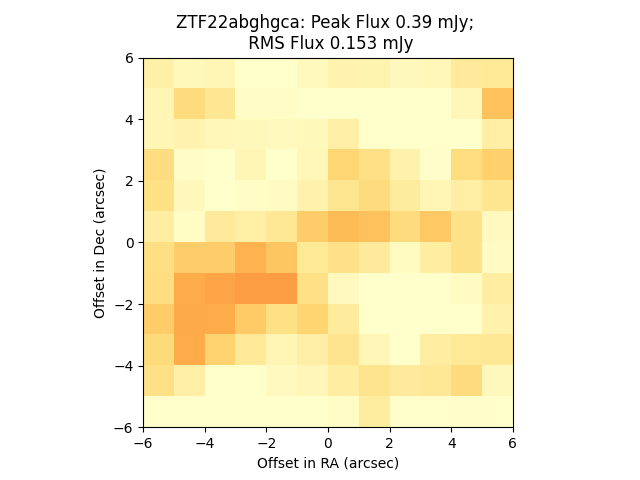 ZTF22abghgca: Peak Flux 0.39 mJy;
RMS Flux 0.153 mJy
6
4
2
0
−2
−4
−6
Offset in Dec (arcsec)
−6 −4 −2 0 2 4 6
Offset in RA (arcsec)